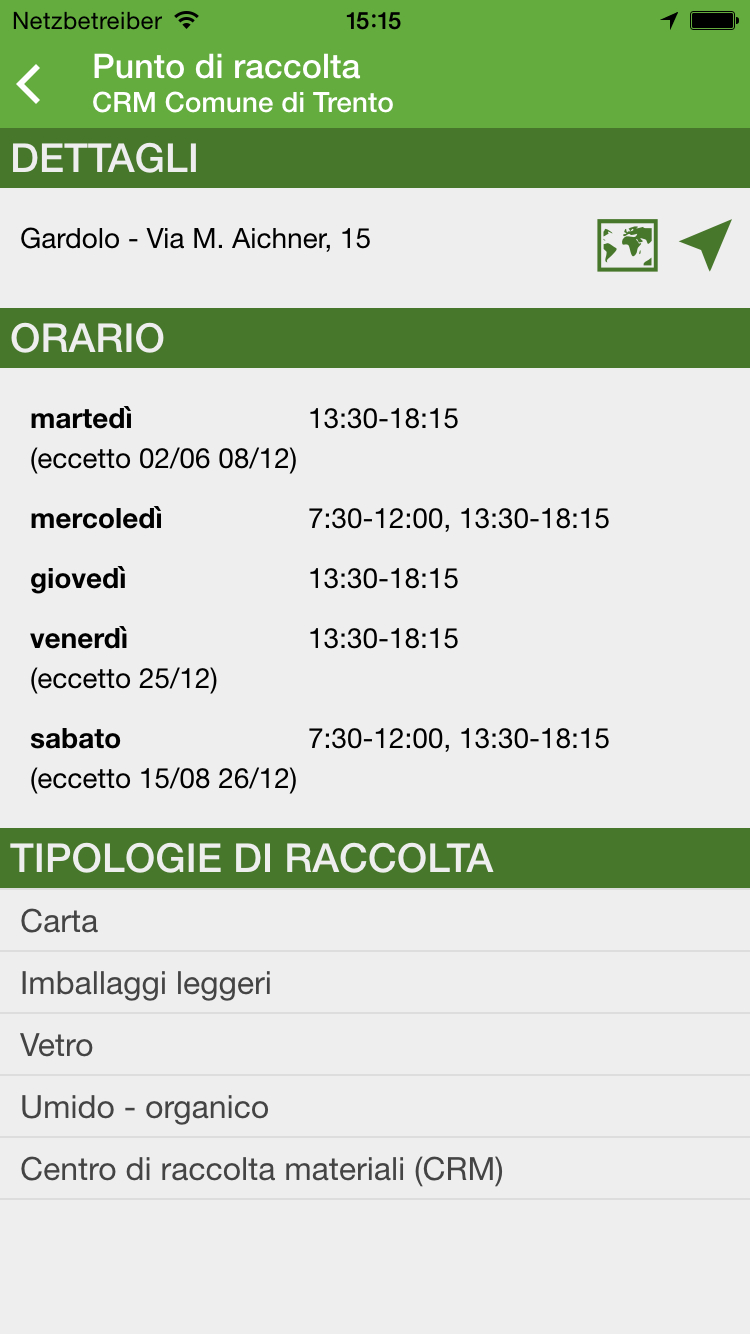 Netzbetreiber 15:15
Punto di raccolta
CRM Comune di Trento
DETTAGLI
Gardolo - Via M. Aichner, 15
ORARIO
martedì 13:30-18:15
(eccetto 02/06 08/12)
mercoledì 7:30-12:00, 13:30-18:15
giovedì 13:30-18:15
venerdì 13:30-18:15
(eccetto 25/12)
sabato 7:30-12:00, 13:30-18:15
(eccetto 15/08 26/12)
TIPOLOGIE DI RACCOLTA
Carta
Imballaggi leggeri
Vetro
Umido - organico
Centro di raccolta materiali (CRM)